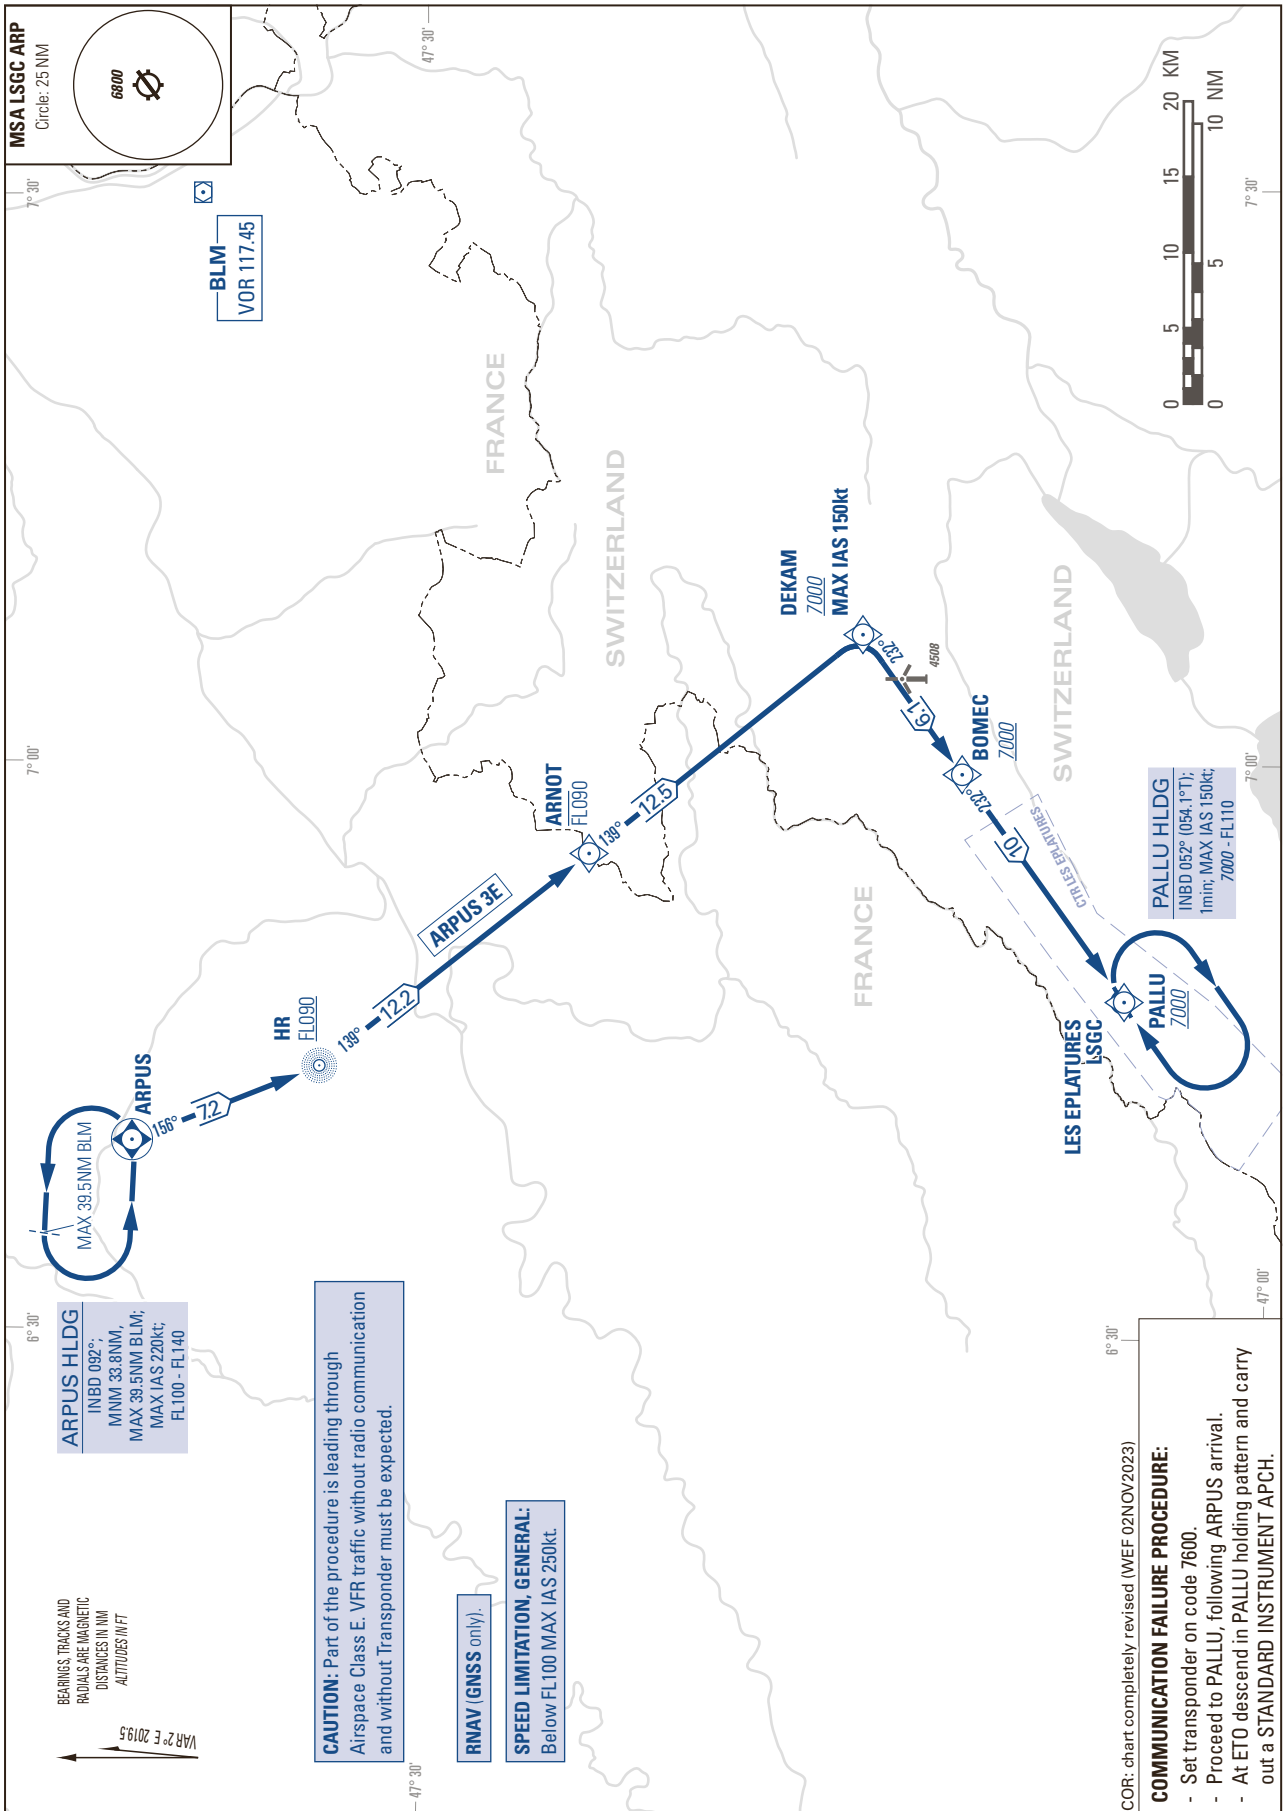 BEARINGS, TRACKS AND
RADIALS ARE MAGNETIC
DISTANCES IN NM
ALTITUDES IN FT
VAR 2° E 2019.5
6° 30'
7° 00'
7° 30'
MSA LSGC ARP
Circle: 25 NM
6800
ARPUS HLDG
INBD 092°;
MNM 33.8NM,
MAX 39.5NM BLM;
MAX IAS 220kt;
FL100 - FL140
MAX 39.5NM BLM
ARPUS
156°
7.2
BLM
VOR 117.45
HR
FL090
139°
12.2
ARPUS 3E
CAUTION: Part of the procedure is leading through
Airspace Class E. VFR traffic without radio communication
and without Transponder must be expected.
47° 30'
47° 30'
RNAV (GNSS only).
SPEED LIMITATION, GENERAL:
Below FL100 MAX IAS 250kt.
FRANCE
SWITZERLAND
ARNOT
FL090
139°
12.5
DEKAM
7000
MAX IAS 150kt
232°
4508
6.1
BOMEC
7000
232°
10
FRANCE
SWITZERLAND
CTR LES EPLATURES
LES EPLATURES
LSGC
PALLU
7000
PALLU HLDG
INBD 052° (054.1°T);
1min; MAX IAS 150kt;
7000 - FL110
0 5 10 15 20 KM
0 5 10 NM
6° 30'
7° 00'
7° 30'
47° 00'
COR: chart completely revised (WEF 02NOV2023)
COMMUNICATION FAILURE PROCEDURE:
- Set transponder on code 7600.
- Proceed to PALLU, following ARPUS arrival.
- At ETO descend in PALLU holding pattern and carry
out a STANDARD INSTRUMENT APCH.